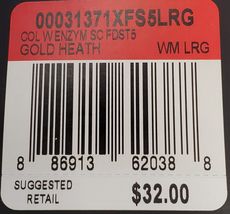 00031371XFS5LRG
COL W ENZYM SC FDST5
GOLD HEATH WM LRG
8 86913 62038 8
SUGGESTED RETAIL $32.00